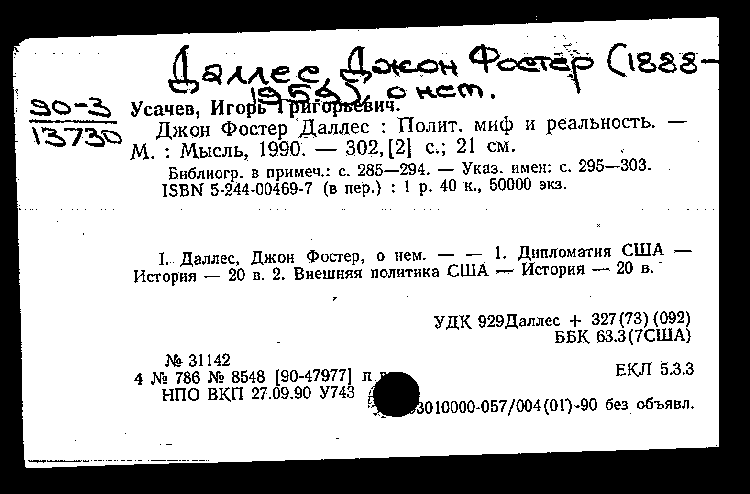 Даллес, Джон Фостер (1888–
1959), о нем.
90-3
13730
Усачев, Игорь Григорьевич.
Джон Фостер Даллес : Полит. миф и реальность. —
М. : Мысль, 1990. — 302, [2] с.; 21 см.
Библиогр. в примеч.: с. 285—294. — Указ. имен: с. 295—303.
ISBN 5-244-00469-7 (в пер.) : 1 р. 40 к., 50000 экз.
I. Даллес, Джон Фостер, о нем. — — 1. Дипломатия США —
История — 20 в. 2. Внешняя политика США — История — 20 в.
УДК 929Даллес + 327(73)(092)
ББК 63.3(7США)
№ 31142
4 № 786 № 8548 [90-47977] п
ЕКЛ 5.3.3
НПО ВКП 27.09.90 У743
3010000-057/004(01)-90 без объявл.